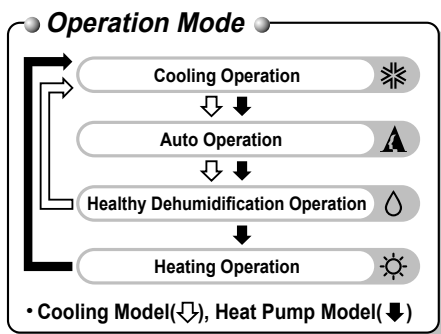 Operation Mode
Cooling Operation
Auto Operation
Healthy Dehumidification Operation
Heating Operation
• Cooling Model(⇩), Heat Pump Model(⬇)